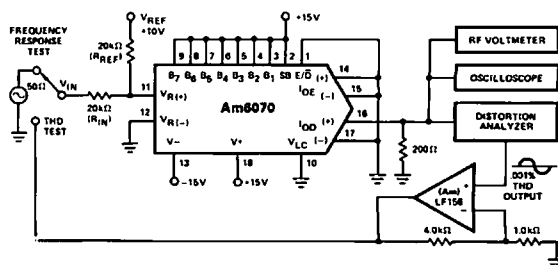 FREQUENCY
RESPONSE
TEST
50Ω
VIN
THD
TEST
20kΩ
(RIN)
VREF
+10V
20kΩ
(RREF)
+15V
9 8 7 6 5 4 3 2 1
B7 B6 B5 B4 B3 B2 B1 SB E/D̅
11
VR(+)
12
VR(−)
Am6070
(+) 14
IOE
(−) 15
IOD (+) 16
(−) 17
V− V+ VLC
13 18 10
−15V +15V
200Ω
RF VOLTMETER
OSCILLOSCOPE
DISTORTION
ANALYZER
.001%
THD
OUTPUT
(Am)
LF156
+
−
4.0kΩ 1.0kΩ